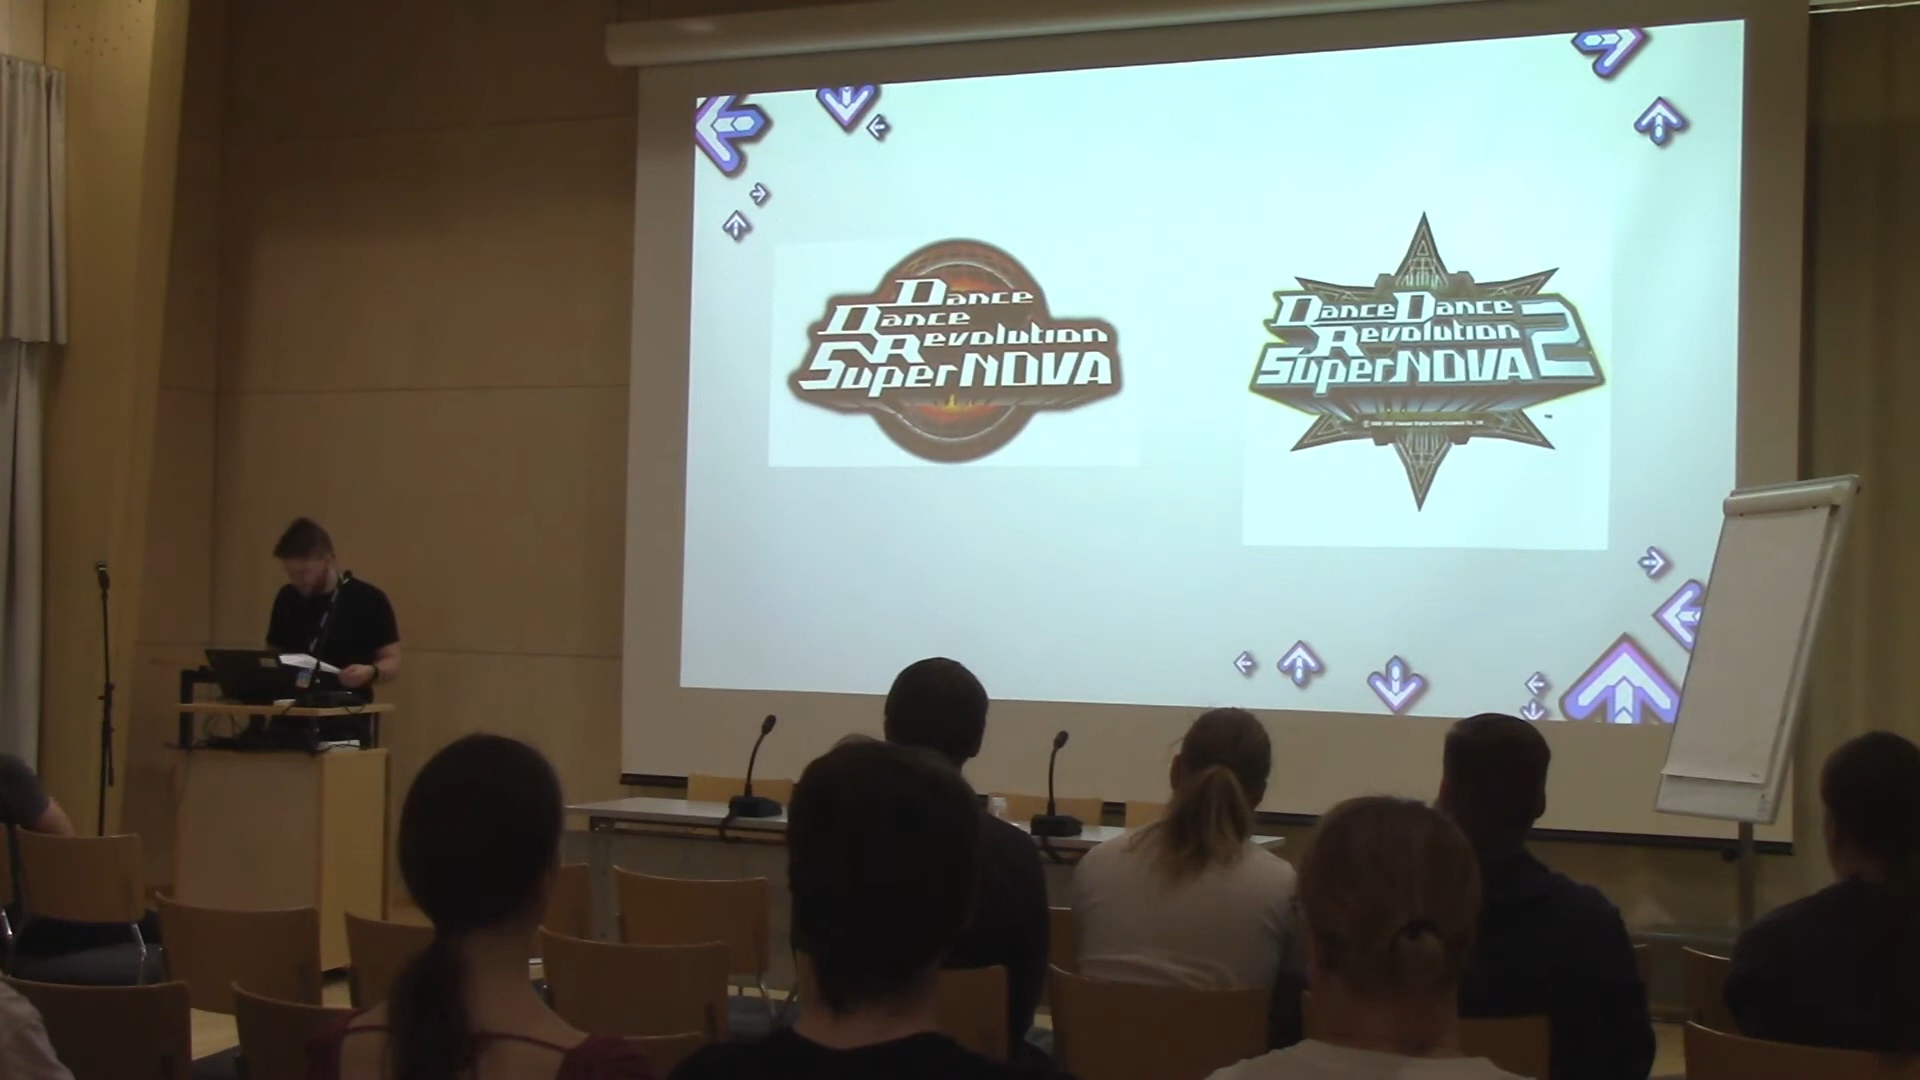 Dance
Dance
Revolution
SuperNOVA
DanceDance
Revolution
SuperNOVA2